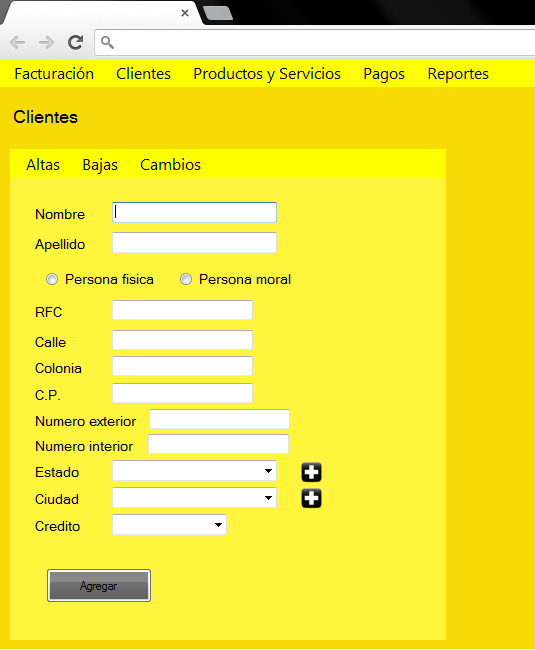 Facturación Clientes Productos y Servicios Pagos Reportes
Clientes
Altas Bajas Cambios
Nombre
Apellido
Persona fisica Persona moral
RFC
Calle
Colonia
C.P.
Numero exterior
Numero interior
Estado
Ciudad
Credito
Agregar